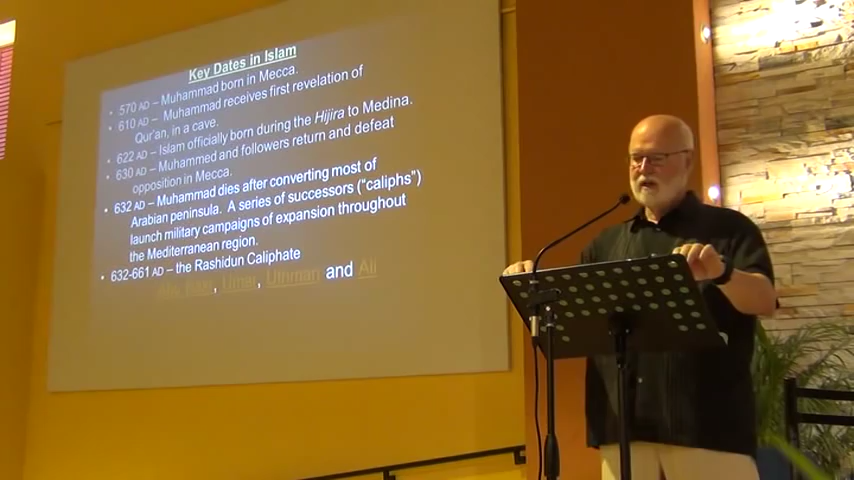 Key Dates in Islam
• 570 AD – Muhammad born in Mecca.
• 610 AD – Muhammad receives first revelation of
Qur'an, in a cave.
• 622 AD – Islam officially born during the Hijira to Medina.
• 630 AD – Muhammed and followers return and defeat
opposition in Mecca.
• 632 AD – Muhammad dies after converting most of
Arabian peninsula. A series of successors ("caliphs")
launch military campaigns of expansion throughout
the Mediterranean region.
• 632-661 AD – the Rashidun Caliphate
Abu Bakr, Umar, Uthman and Ali